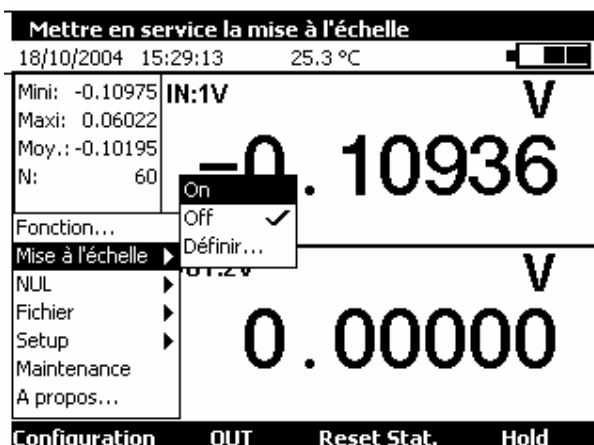 Mettre en service la mise à l'échelle
18/10/2004 15:29:13 25.3 °C
Mini: -0.10975
Maxi: 0.06022
Moy.: -0.10195
N: 60
IN:1V
V
-0.10936
On
Off
Définir...
Fonction...
Mise à l'échelle
NUL
Fichier
Setup
Maintenance
A propos...
V
0.00000
Configuration OUT Reset Stat. Hold